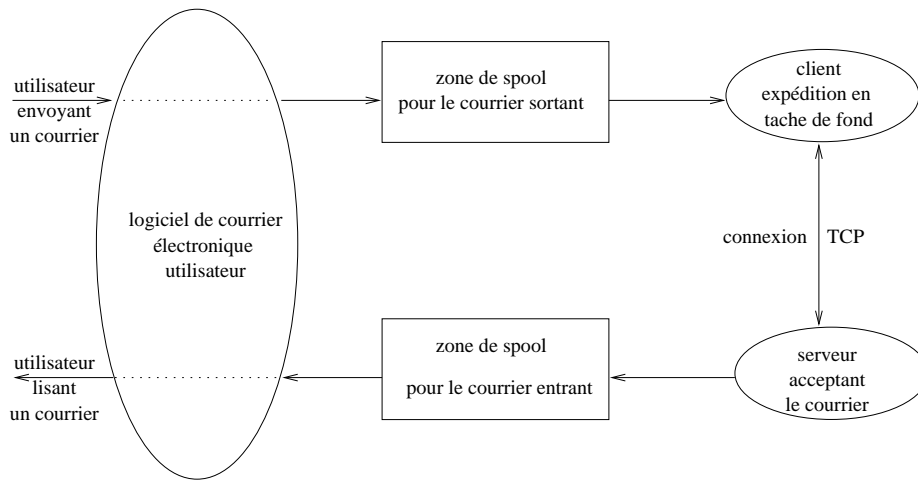 utilisateur
envoyant
un courrier
logiciel de courrier
électronique
utilisateur
zone de spool
pour le courrier sortant
client
expédition en
tache de fond
connexion
TCP
utilisateur
lisant
un courrier
zone de spool
pour le courrier entrant
serveur
acceptant
le courrier